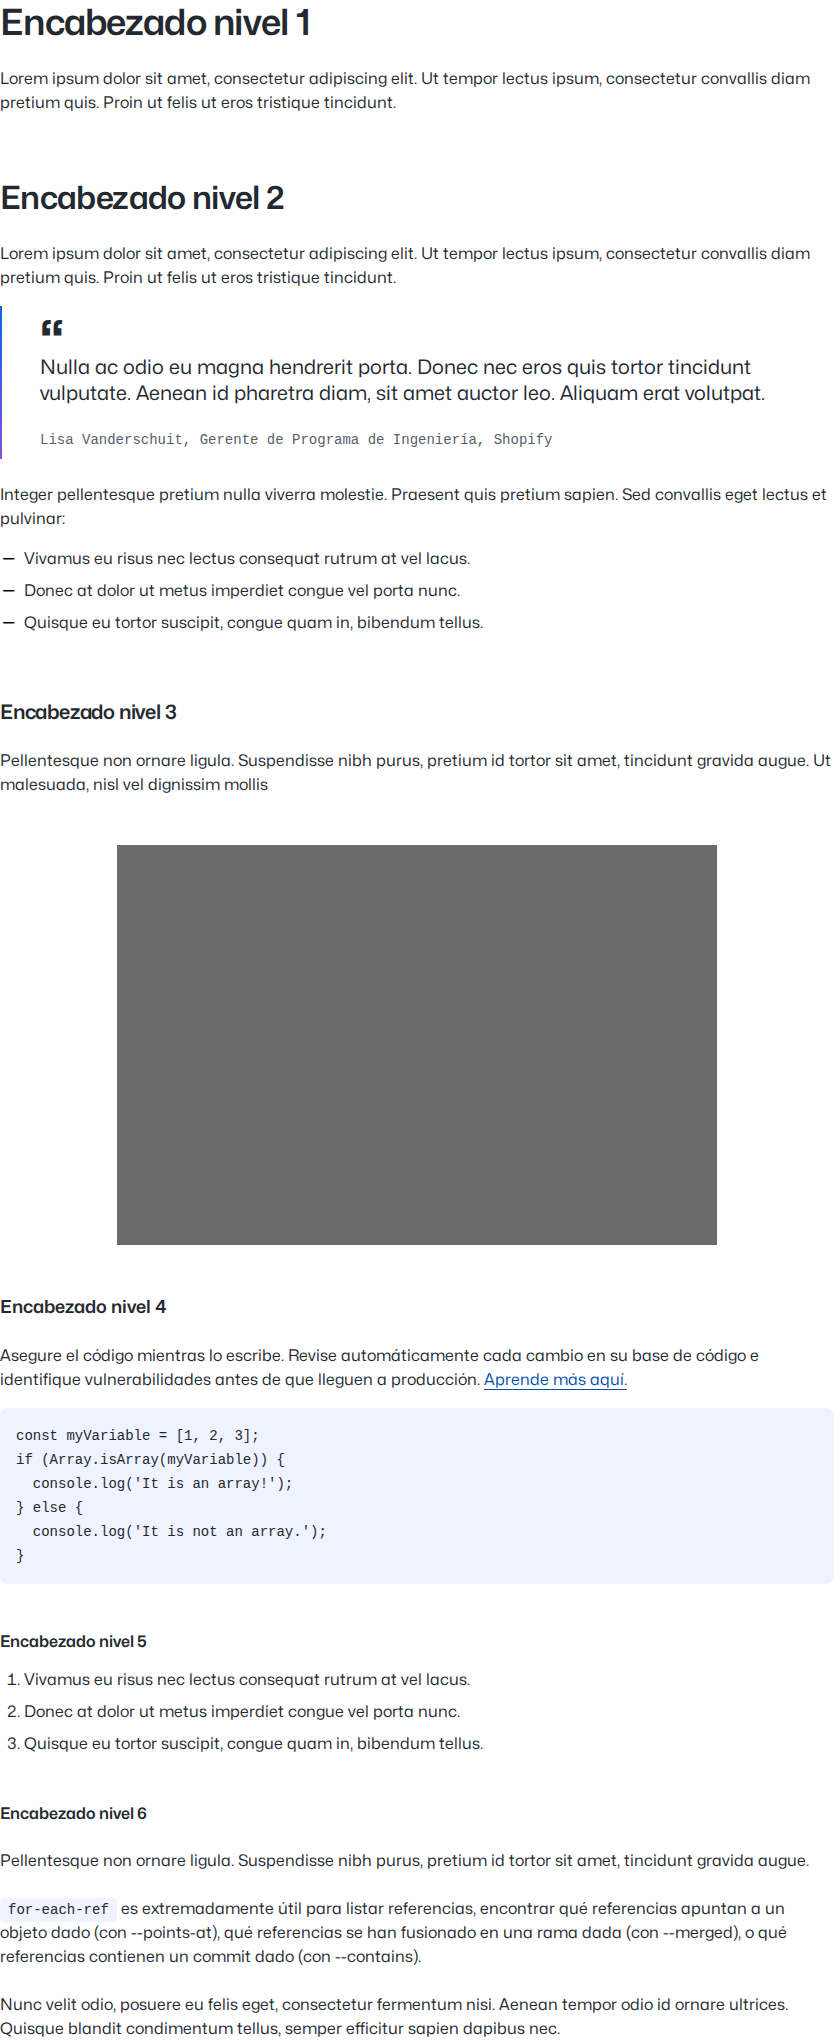 Encabezado nivel 1
Lorem ipsum dolor sit amet, consectetur adipiscing elit. Ut tempor lectus ipsum, consectetur convallis diam
pretium quis. Proin ut felis ut eros tristique tincidunt.
Encabezado nivel 2
Lorem ipsum dolor sit amet, consectetur adipiscing elit. Ut tempor lectus ipsum, consectetur convallis diam
pretium quis. Proin ut felis ut eros tristique tincidunt.
“
Nulla ac odio eu magna hendrerit porta. Donec nec eros quis tortor tincidunt
vulputate. Aenean id pharetra diam, sit amet auctor leo. Aliquam erat volutpat.
Lisa Vanderschuit, Gerente de Programa de Ingeniería, Shopify
Integer pellentesque pretium nulla viverra molestie. Praesent quis pretium sapien. Sed convallis eget lectus et
pulvinar:
— Vivamus eu risus nec lectus consequat rutrum at vel lacus.
— Donec at dolor ut metus imperdiet congue vel porta nunc.
— Quisque eu tortor suscipit, congue quam in, bibendum tellus.
Encabezado nivel 3
Pellentesque non ornare ligula. Suspendisse nibh purus, pretium id tortor sit amet, tincidunt gravida augue. Ut
malesuada, nisl vel dignissim mollis
Encabezado nivel 4
Asegure el código mientras lo escribe. Revise automáticamente cada cambio en su base de código e
identifique vulnerabilidades antes de que lleguen a producción. Aprende más aquí.
const myVariable = [1, 2, 3];
if (Array.isArray(myVariable)) {
  console.log('It is an array!');
} else {
  console.log('It is not an array.');
}
Encabezado nivel 5
1. Vivamus eu risus nec lectus consequat rutrum at vel lacus.
2. Donec at dolor ut metus imperdiet congue vel porta nunc.
3. Quisque eu tortor suscipit, congue quam in, bibendum tellus.
Encabezado nivel 6
Pellentesque non ornare ligula. Suspendisse nibh purus, pretium id tortor sit amet, tincidunt gravida augue.
for-each-ref es extremadamente útil para listar referencias, encontrar qué referencias apuntan a un
objeto dado (con --points-at), qué referencias se han fusionado en una rama dada (con --merged), o qué
referencias contienen un commit dado (con --contains).
Nunc velit odio, posuere eu felis eget, consectetur fermentum nisi. Aenean tempor odio id ornare ultrices.
Quisque blandit condimentum tellus, semper efficitur sapien dapibus nec.